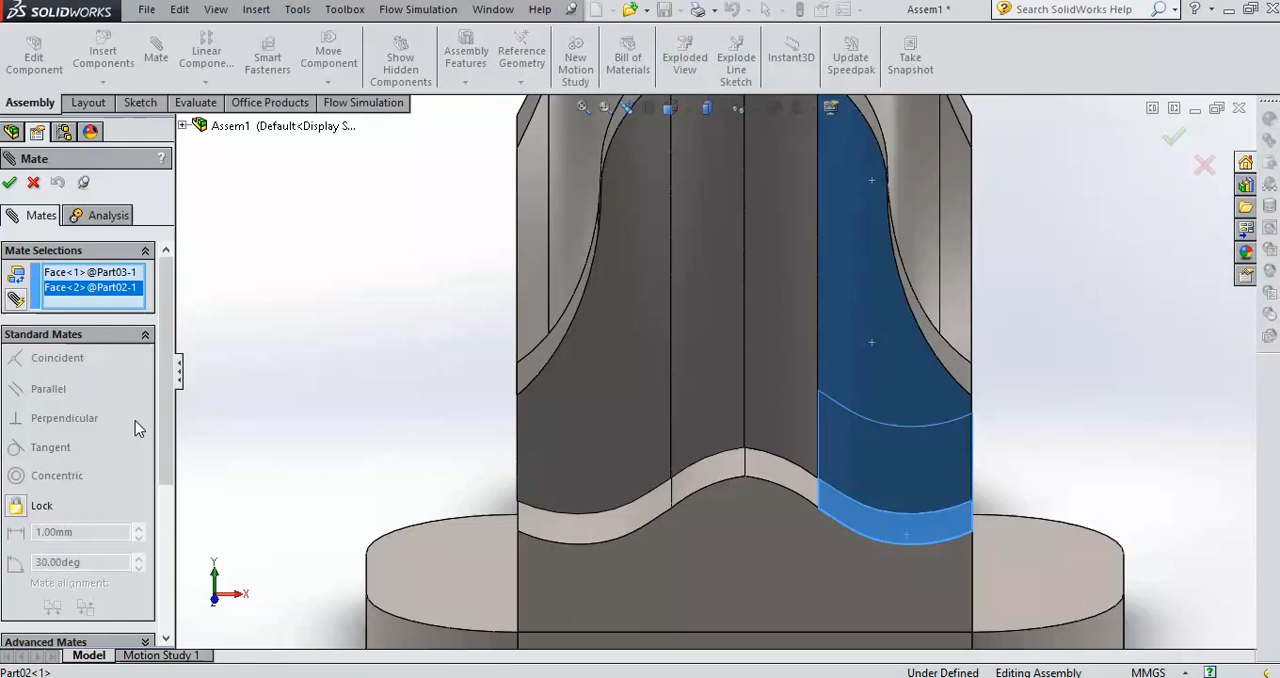 SOLIDWORKS File Edit View Insert Tools Toolbox Flow Simulation Window Help Assem1 * Search SolidWorks Help
Edit Component
Insert Components
Mate
Linear Compone...
Smart Fasteners
Move Component
Show Hidden Components
Assembly Features
Reference Geometry
New Motion Study
Bill of Materials
Exploded View
Explode Line Sketch
Instant3D
Update Speedpak
Take Snapshot
Assembly Layout Sketch Evaluate Office Products Flow Simulation
Assem1 (Default<Display S...
Mate ?
Mates Analysis
Mate Selections
Face<1>@Part03-1
Face<2>@Part02-1
Standard Mates
Coincident
Parallel
Perpendicular
Tangent
Concentric
Lock
1.00mm
30.00deg
Mate alignment:
Advanced Mates
Y
X
Z
Model Motion Study 1
Part02<1> Under Defined Editing Assembly MMGS ?